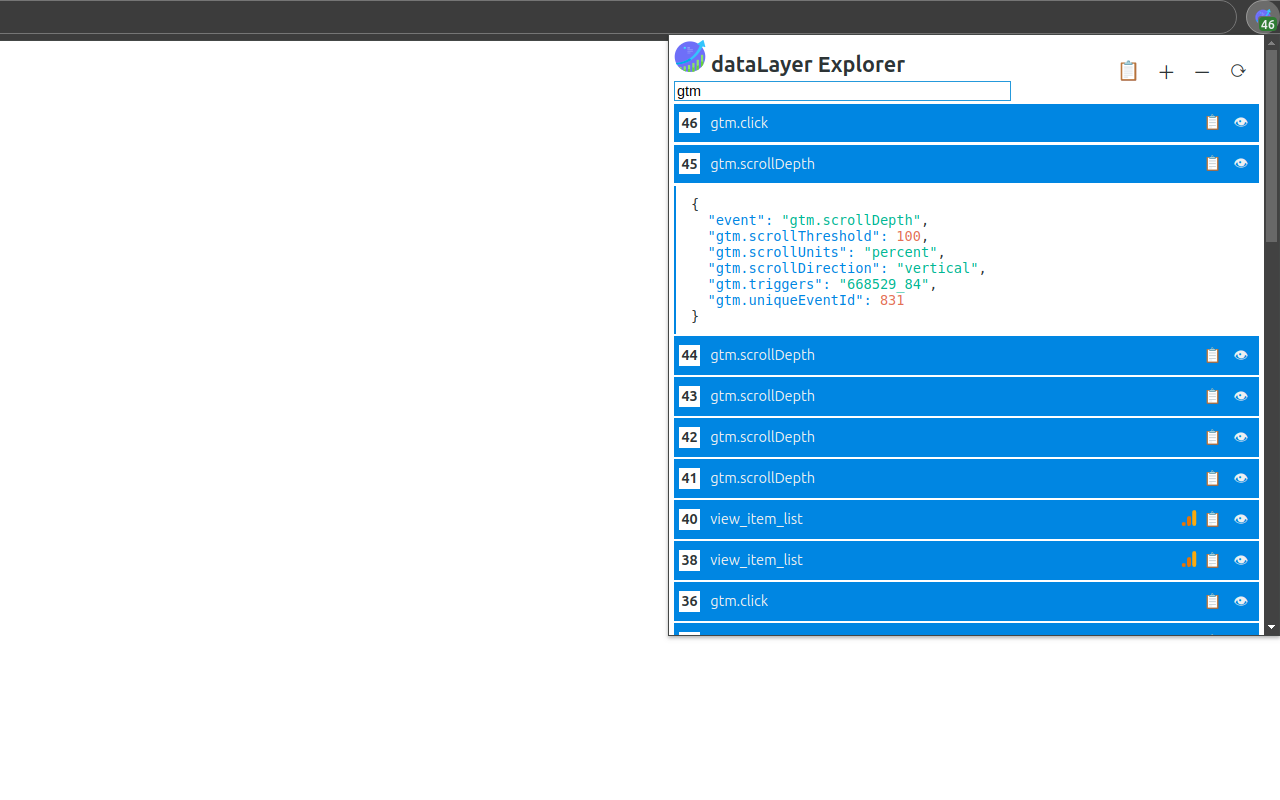 46
dataLayer Explorer
gtm
46 gtm.click
45 gtm.scrollDepth
{
"event": "gtm.scrollDepth",
"gtm.scrollThreshold": 100,
"gtm.scrollUnits": "percent",
"gtm.scrollDirection": "vertical",
"gtm.triggers": "668529_84",
"gtm.uniqueEventId": 831
}
44 gtm.scrollDepth
43 gtm.scrollDepth
42 gtm.scrollDepth
41 gtm.scrollDepth
40 view_item_list
38 view_item_list
36 gtm.click